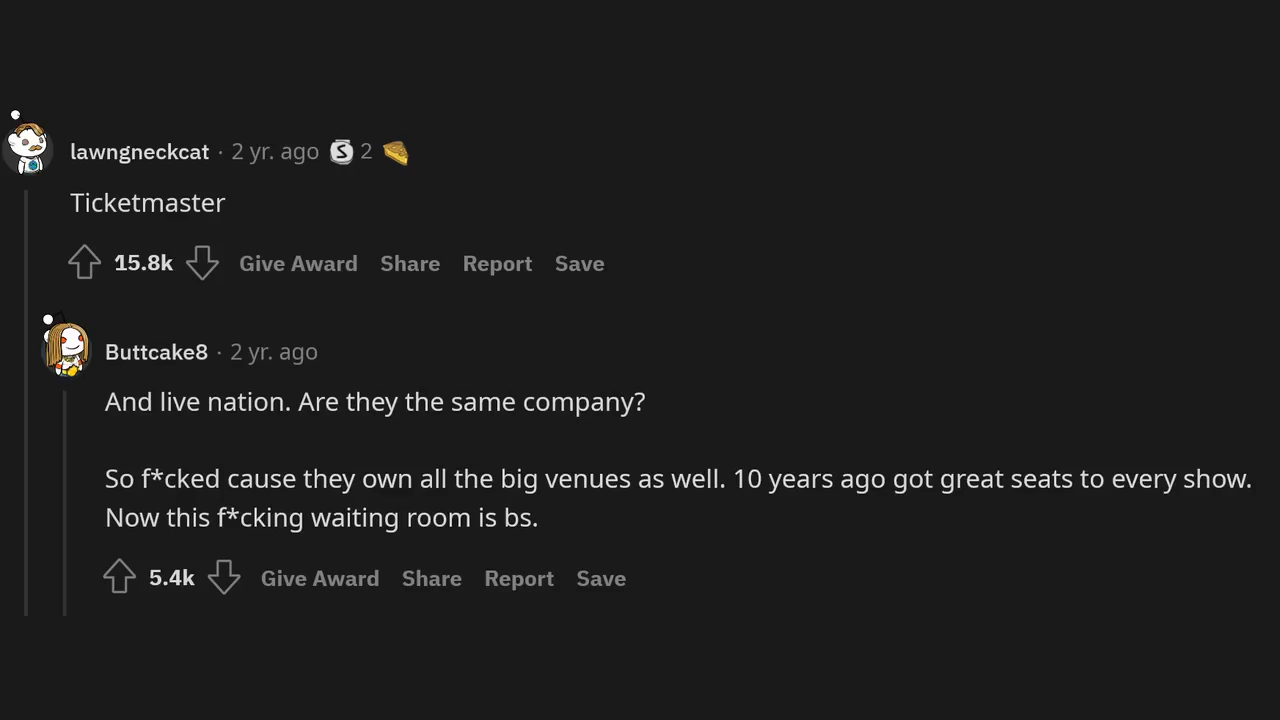 lawngneckcat · 2 yr. ago S 2
Ticketmaster
15.8k Give Award Share Report Save
Buttcake8 · 2 yr. ago
And live nation. Are they the same company?
So f*cked cause they own all the big venues as well. 10 years ago got great seats to every show.
Now this f*cking waiting room is bs.
5.4k Give Award Share Report Save